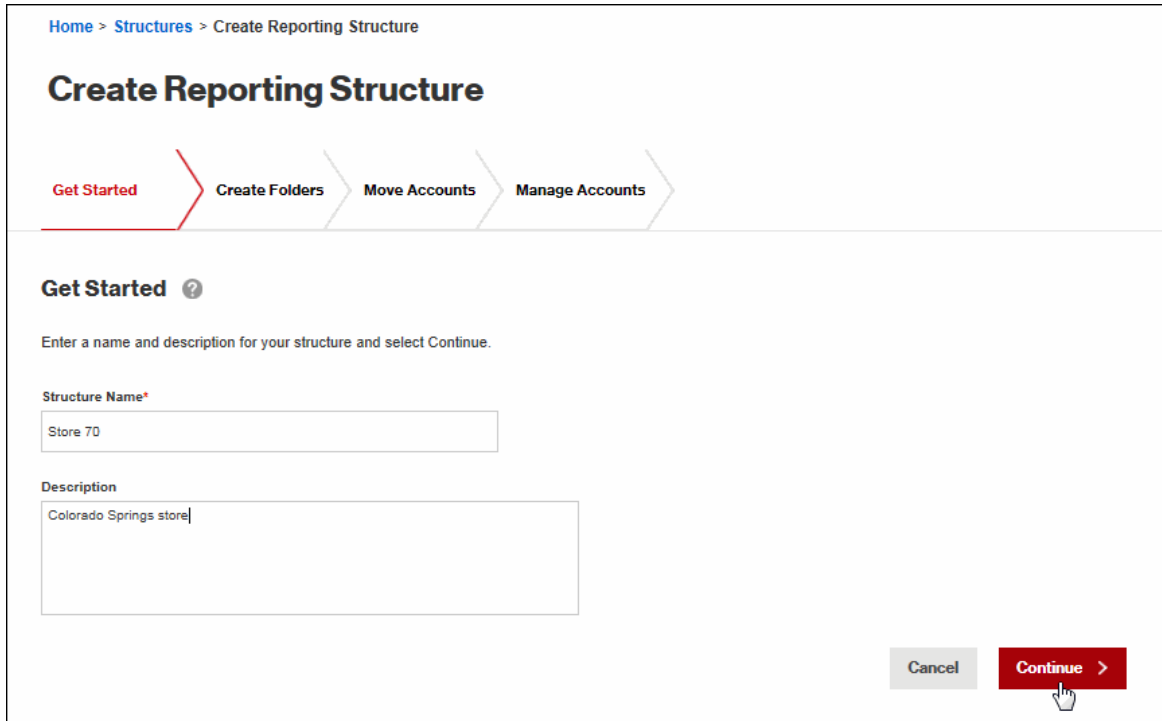 Home > Structures > Create Reporting Structure
Create Reporting Structure
Get Started
Create Folders
Move Accounts
Manage Accounts
Get Started ?
Enter a name and description for your structure and select Continue.
Structure Name*
Store 70
Description
Colorado Springs store
Cancel
Continue >